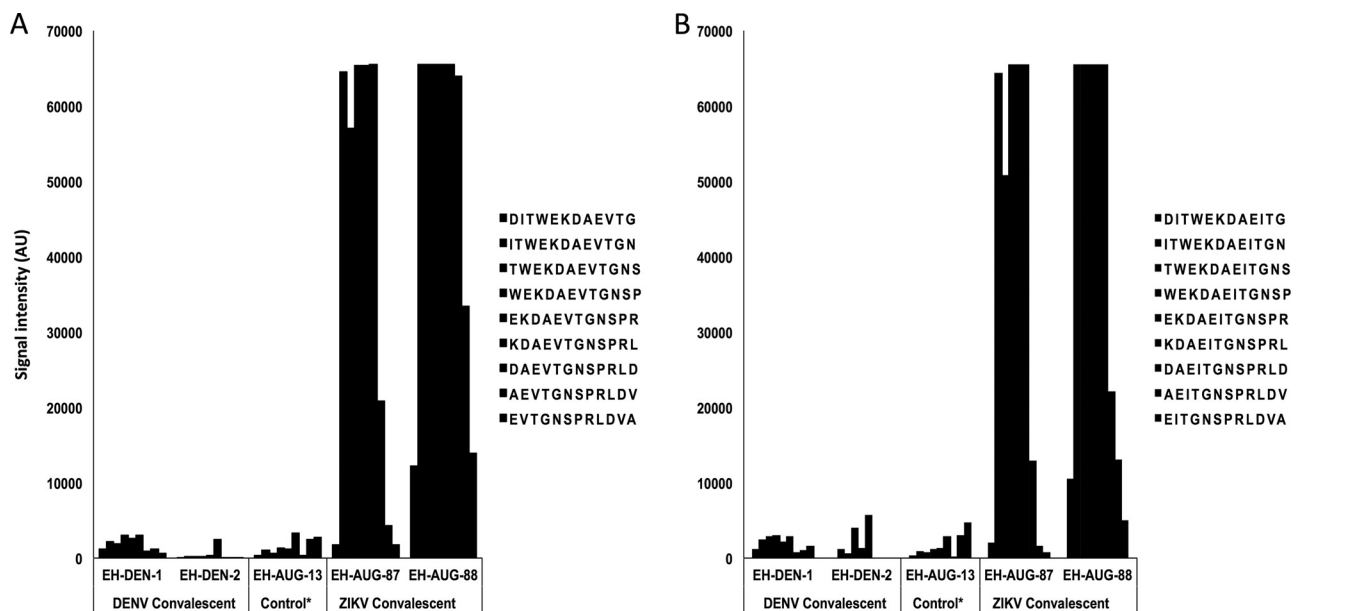 A
Signal intensity (AU)
70000
60000
50000
40000
30000
20000
10000
0
DITWEKDAEVTG
ITWEKDAEVTGN
TWEKDAEVTGNS
WEKDAEVTGNSP
EKDAEVTGNSPR
KDAEVTGNSPRL
DAEVTGNSPRLD
AEVTGNSPRLDV
EVTGNSPRLDVA
EH-DEN-1 EH-DEN-2 EH-AUG-13 EH-AUG-87 EH-AUG-88
DENV Convalescent Control* ZIKV Convalescent
B
70000
60000
50000
40000
30000
20000
10000
0
DITWEKDAEITG
ITWEKDAEITGN
TWEKDAEITGNS
WEKDAEITGNSP
EKDAEITGNSPR
KDAEITGNSPRL
DAEITGNSPRLD
AEITGNSPRLDV
EITGNSPRLDVA
EH-DEN-1 EH-DEN-2 EH-AUG-13 EH-AUG-87 EH-AUG-88
DENV Convalescent Control* ZIKV Convalescent